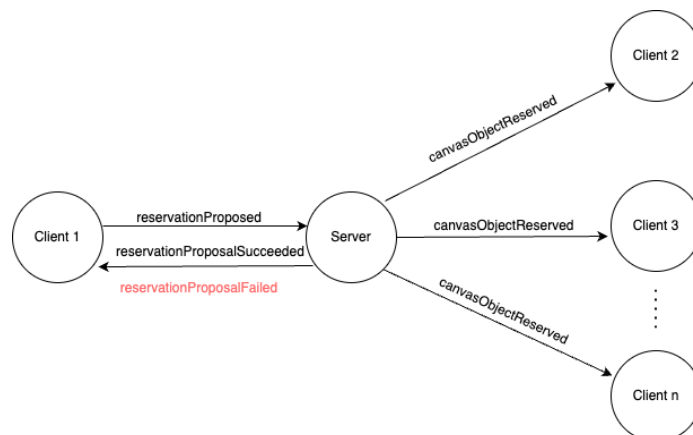 Client 2
canvasObjectReserved
reservationProposed
canvasObjectReserved
Client 3
Client 1
Server
reservationProposalSucceeded
reservationProposalFailed
canvasObjectReserved
Client n